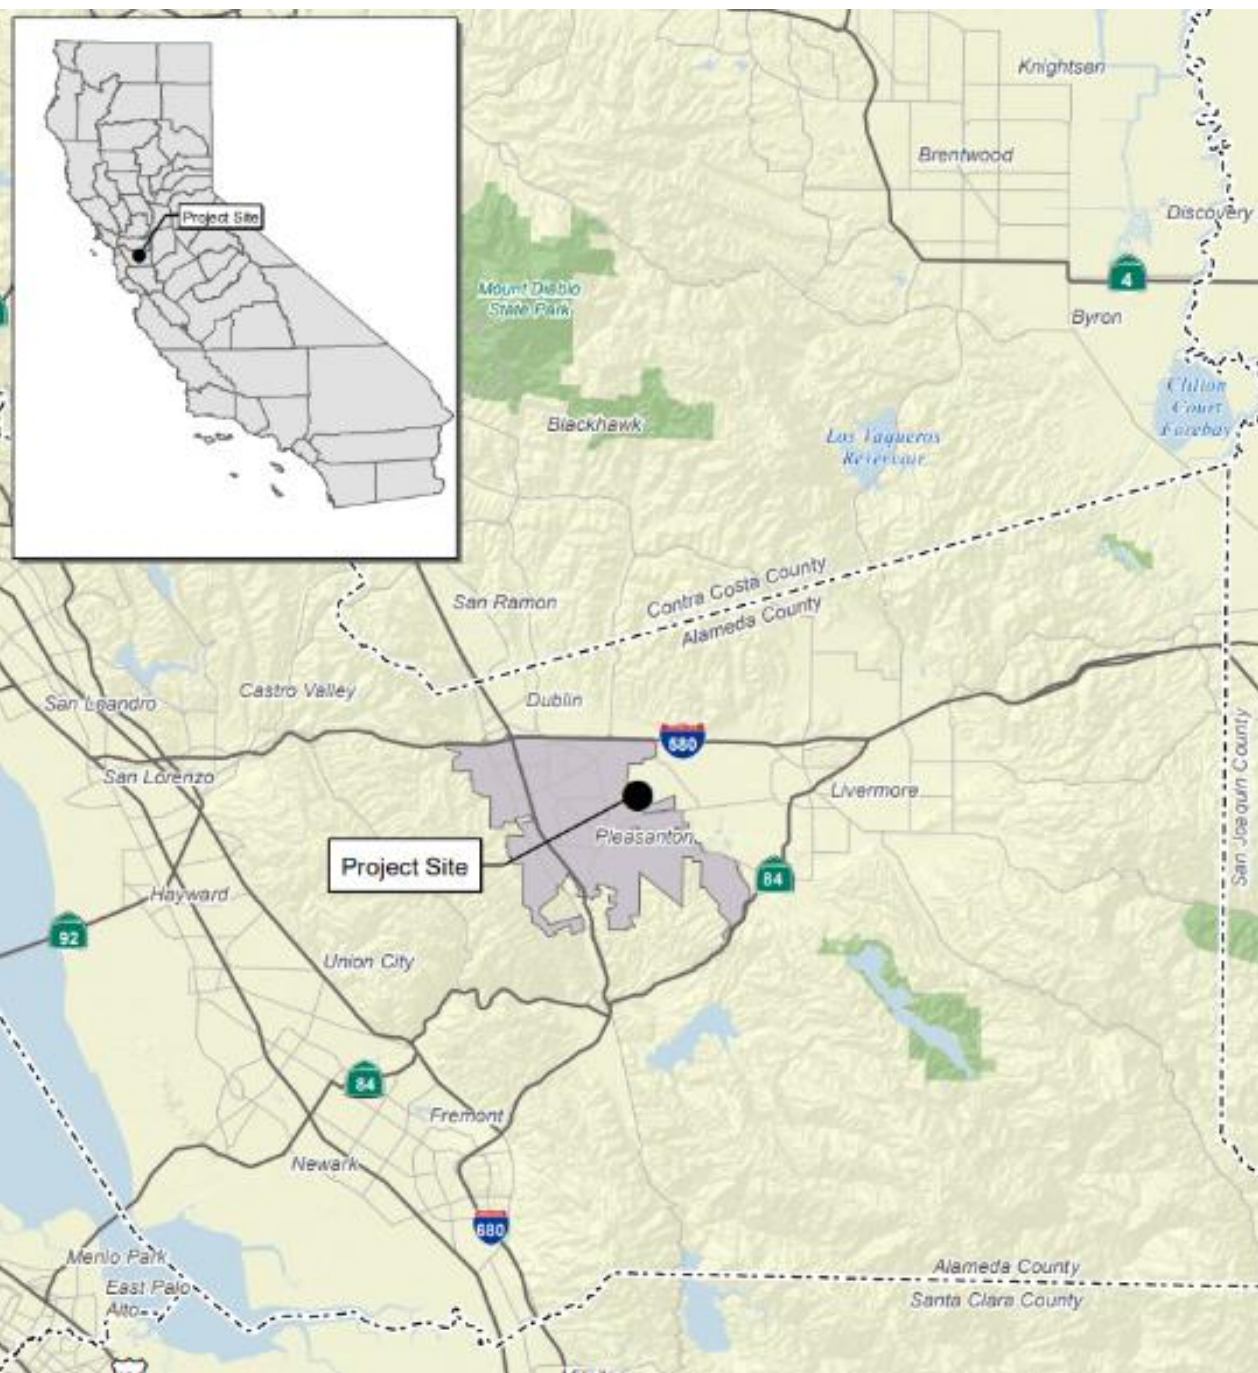 Knightsen
Brentwood
Discovery
Project Site
Mount Diablo
State Park
4
Byron
Clifton
Court
Forebay
Blackhawk
Los Vaqueros
Reservoir
Contra Costa County
Alameda County
San Ramon
San Leandro
Castro Valley
Dublin
680
San Joaquin County
San Lorenzo
Livermore
Pleasanton
Project Site
84
Hayward
92
Union City
84
Fremont
Newark
680
Menlo Park
East Palo
Alto
Alameda County
Santa Clara County